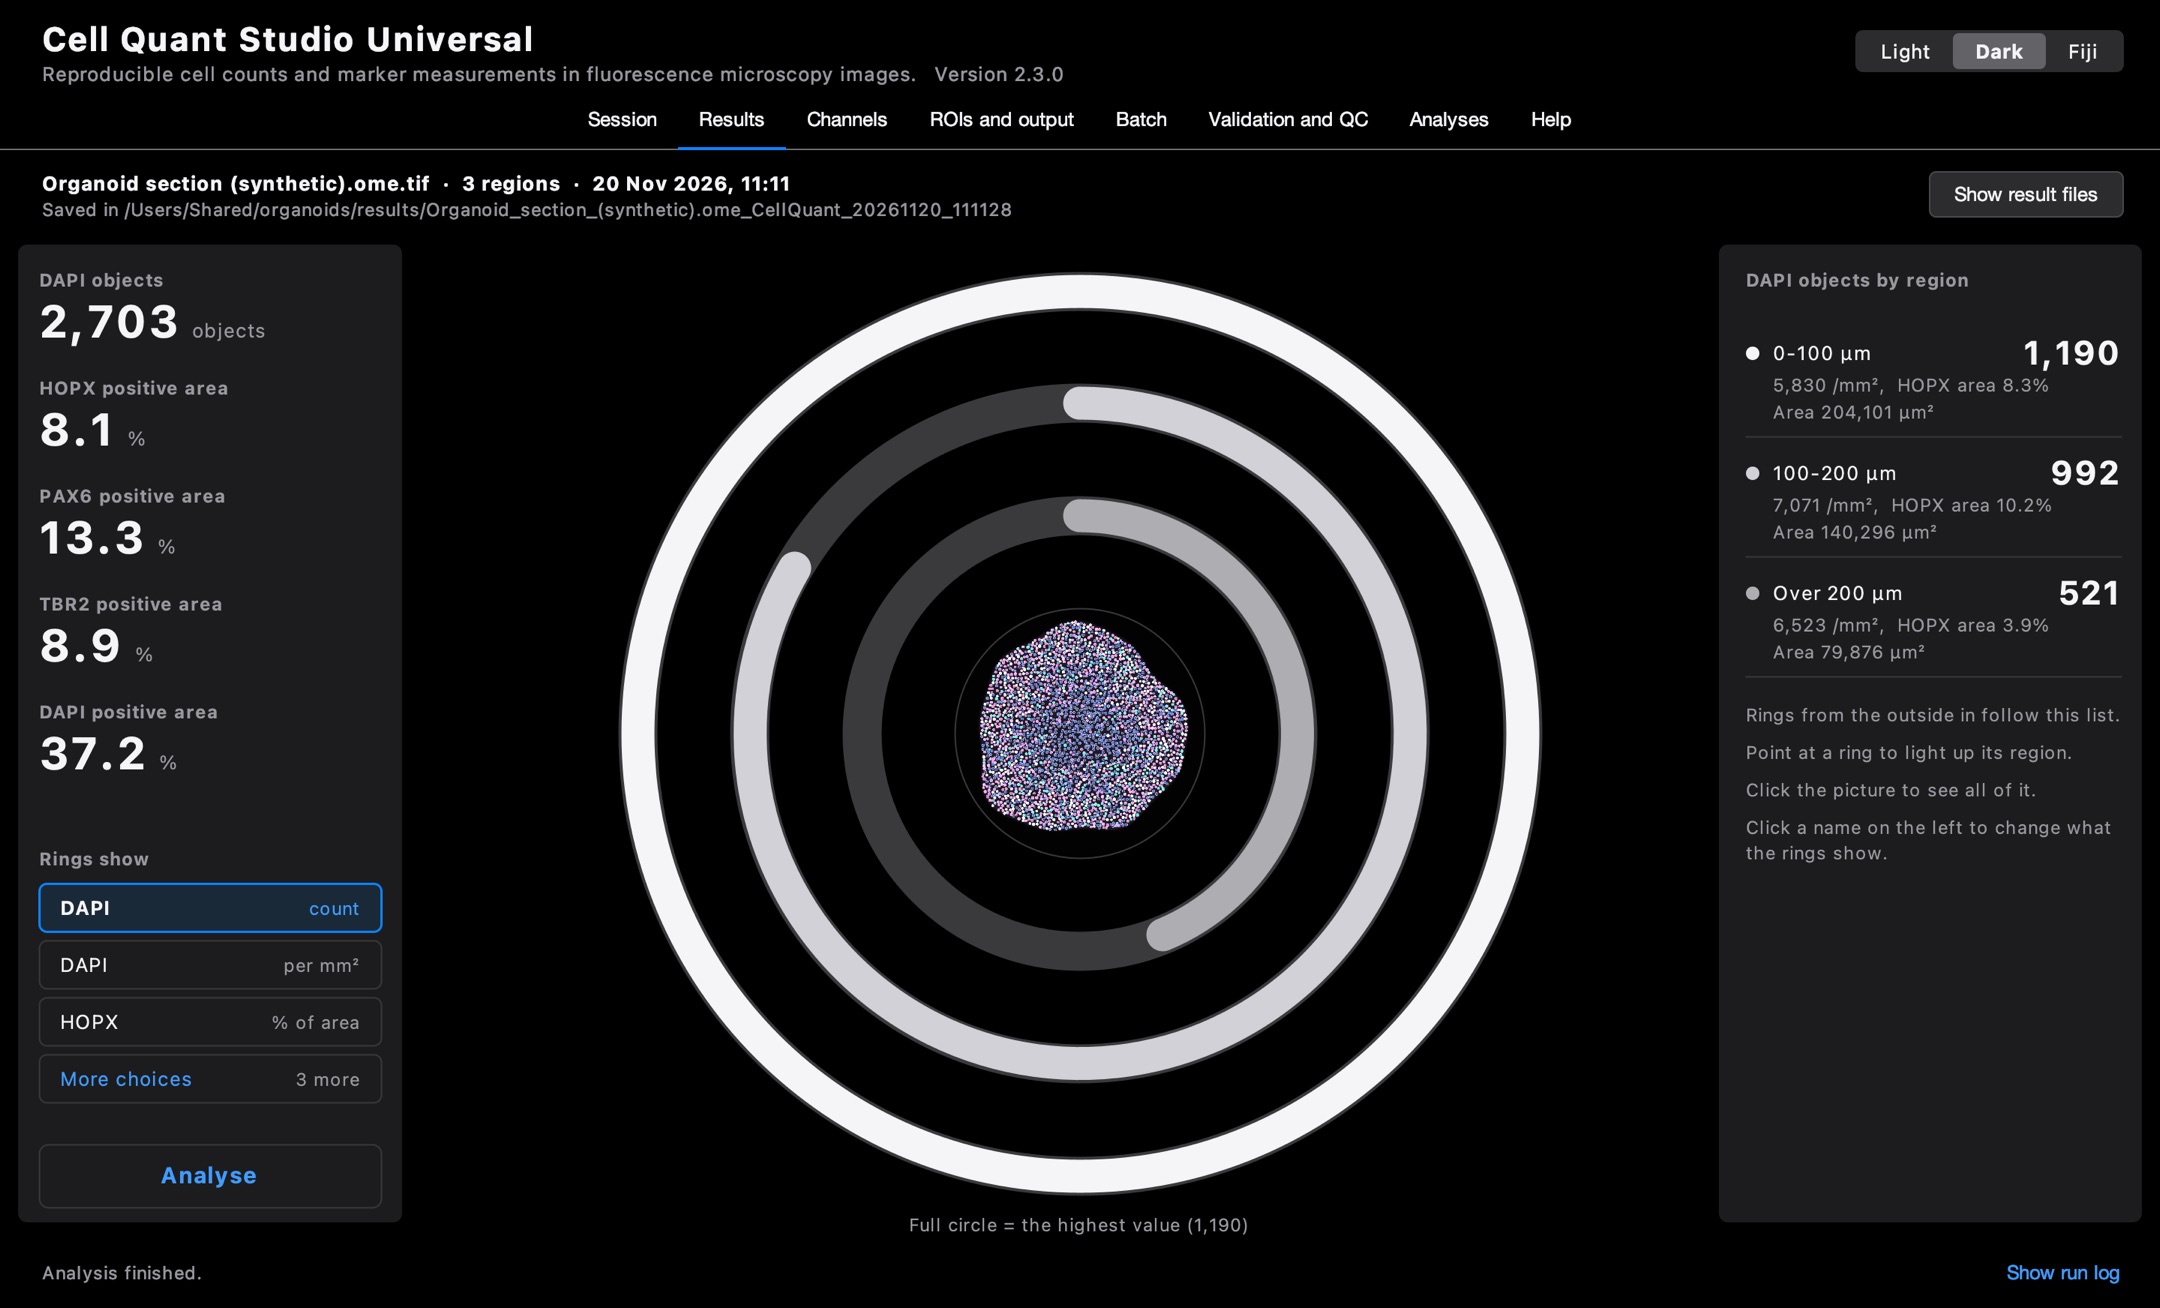 Cell Quant Studio Universal
Reproducible cell counts and marker measurements in fluorescence microscopy images. Version 2.3.0
Light Dark Fiji
Session Results Channels ROIs and output Batch Validation and QC Analyses Help
Organoid section (synthetic).ome.tif · 3 regions · 20 Nov 2026, 11:11
Saved in /Users/Shared/organoids/results/Organoid_section_(synthetic).ome_CellQuant_20261120_111128
Show result files
DAPI objects
2,703 objects
HOPX positive area
8.1 %
PAX6 positive area
13.3 %
TBR2 positive area
8.9 %
DAPI positive area
37.2 %
Rings show
DAPI count
DAPI per mm²
HOPX % of area
More choices 3 more
Analyse
Full circle = the highest value (1,190)
DAPI objects by region
0-100 µm 1,190
5,830 /mm², HOPX area 8.3%
Area 204,101 µm²
100-200 µm 992
7,071 /mm², HOPX area 10.2%
Area 140,296 µm²
Over 200 µm 521
6,523 /mm², HOPX area 3.9%
Area 79,876 µm²
Rings from the outside in follow this list.
Point at a ring to light up its region.
Click the picture to see all of it.
Click a name on the left to change what
the rings show.
Analysis finished.
Show run log